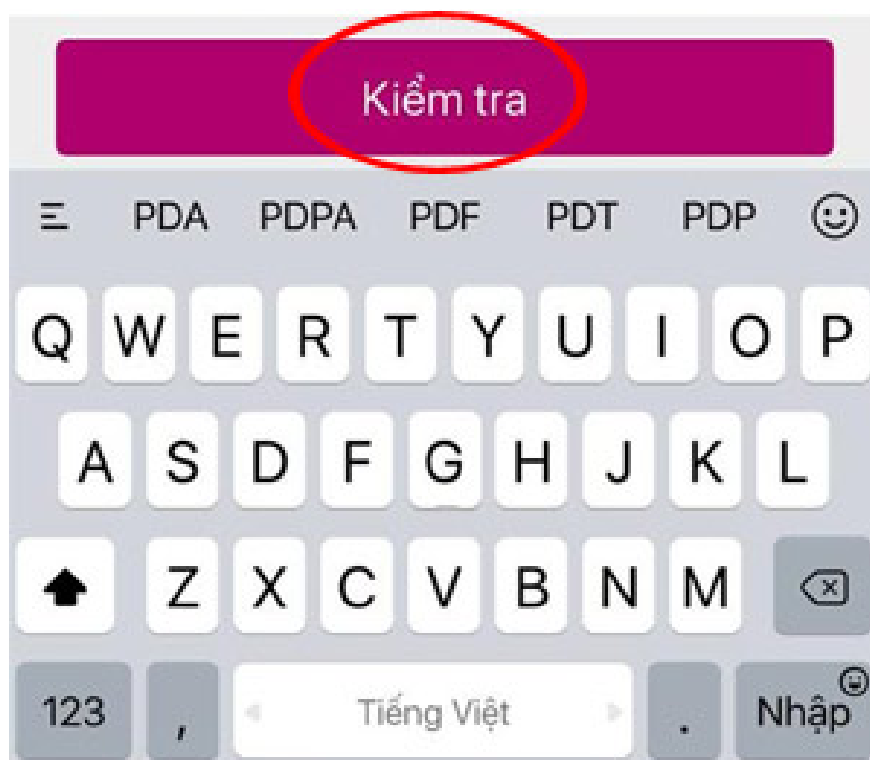 Kiểm tra
PDA PDPA PDF PDT PDP
Q W E R T Y U I O P
A S D F G H J K L
Z X C V B N M
123 , Tiếng Việt . Nhập